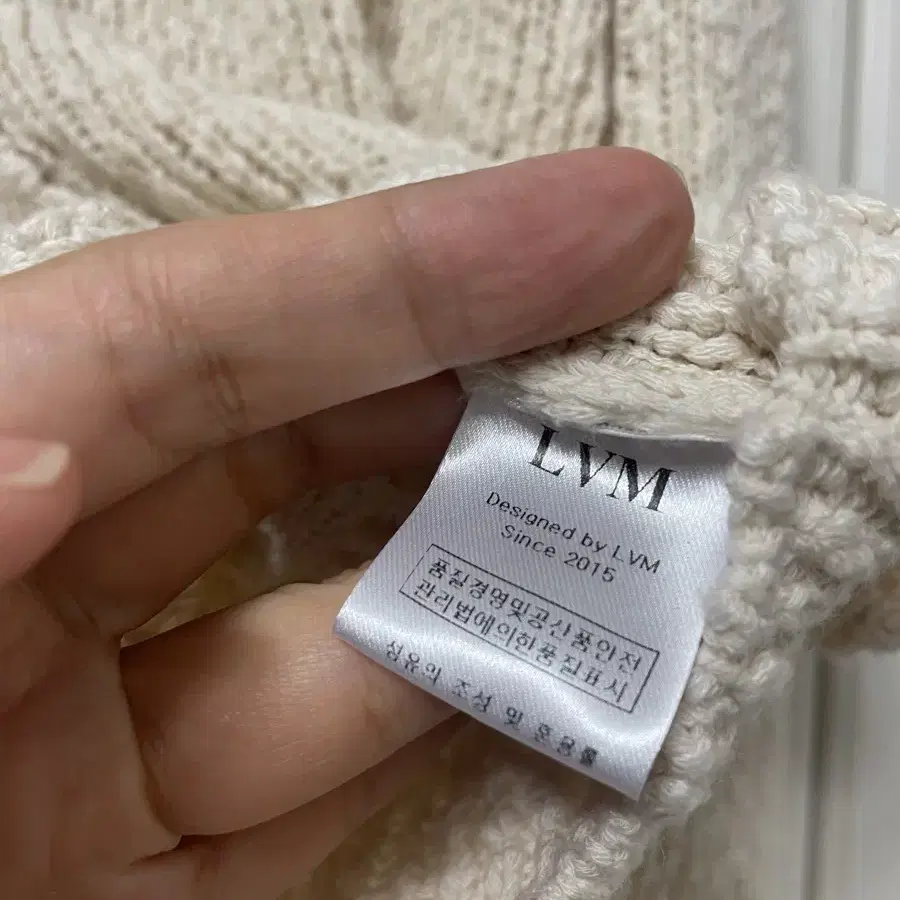 LVM
Designed by LVM
Since 2015
품질경영및공산품안전
관리법에의한품질표시
섬유의 조성 및 혼용률